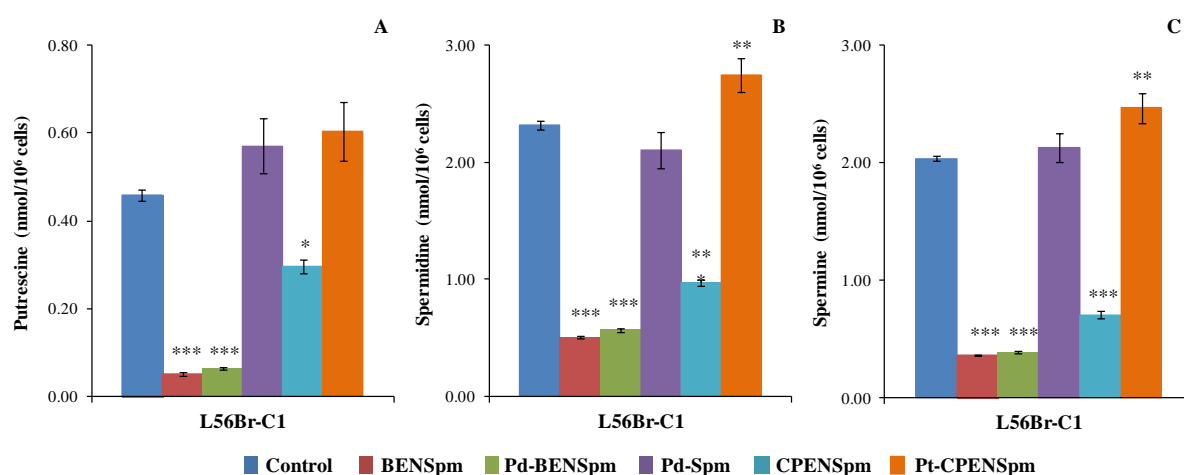 A
Putrescine (nmol/10⁶ cells)
0.80
0.60
0.40
0.20
0.00
***
***
*
L56Br-C1
B
Spermidine (nmol/10⁶ cells)
3.00
2.00
1.00
0.00
***
***
**
*
**
L56Br-C1
C
Spermine (nmol/10⁶ cells)
3.00
2.00
1.00
0.00
***
***
***
**
L56Br-C1
Control BENSpm Pd-BENSpm Pd-Spm CPENSpm Pt-CPENSpm